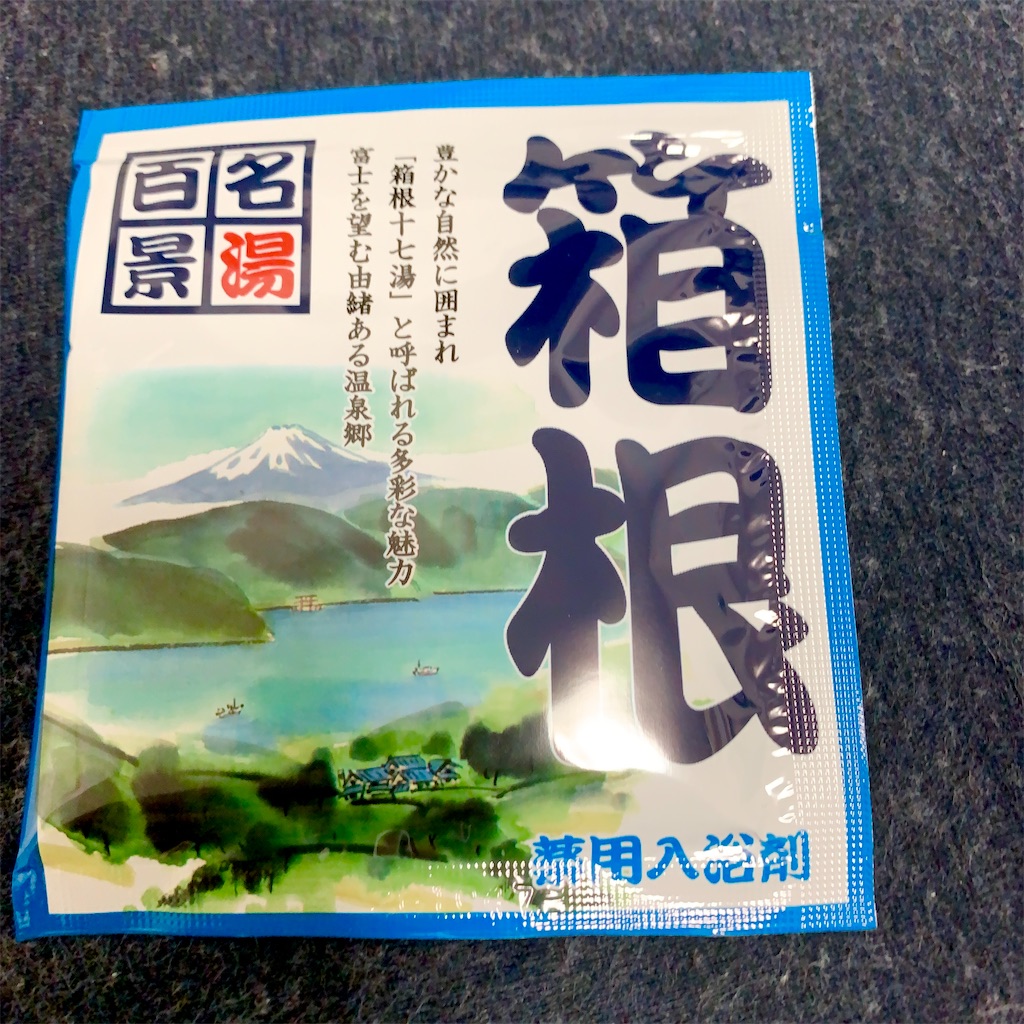 箱根
豊かな自然に囲まれ
「箱根十七湯」と呼ばれる多彩な魅力
富士を望む由緒ある温泉郷
名湯
百景
薬用入浴剤